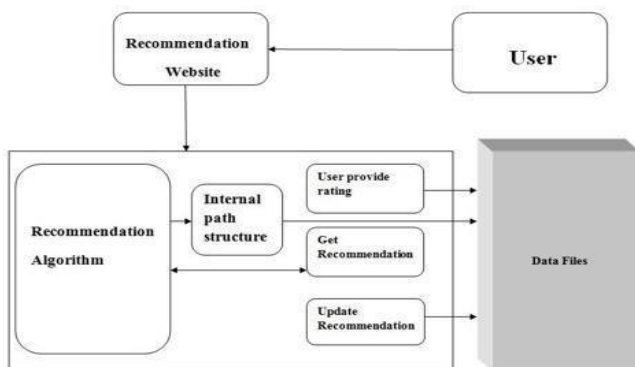 Recommendation
Website
User
Recommendation
Algorithm
Internal
path
structure
User provide
rating
Get
Recommendation
Update
Recommendation
Data Files